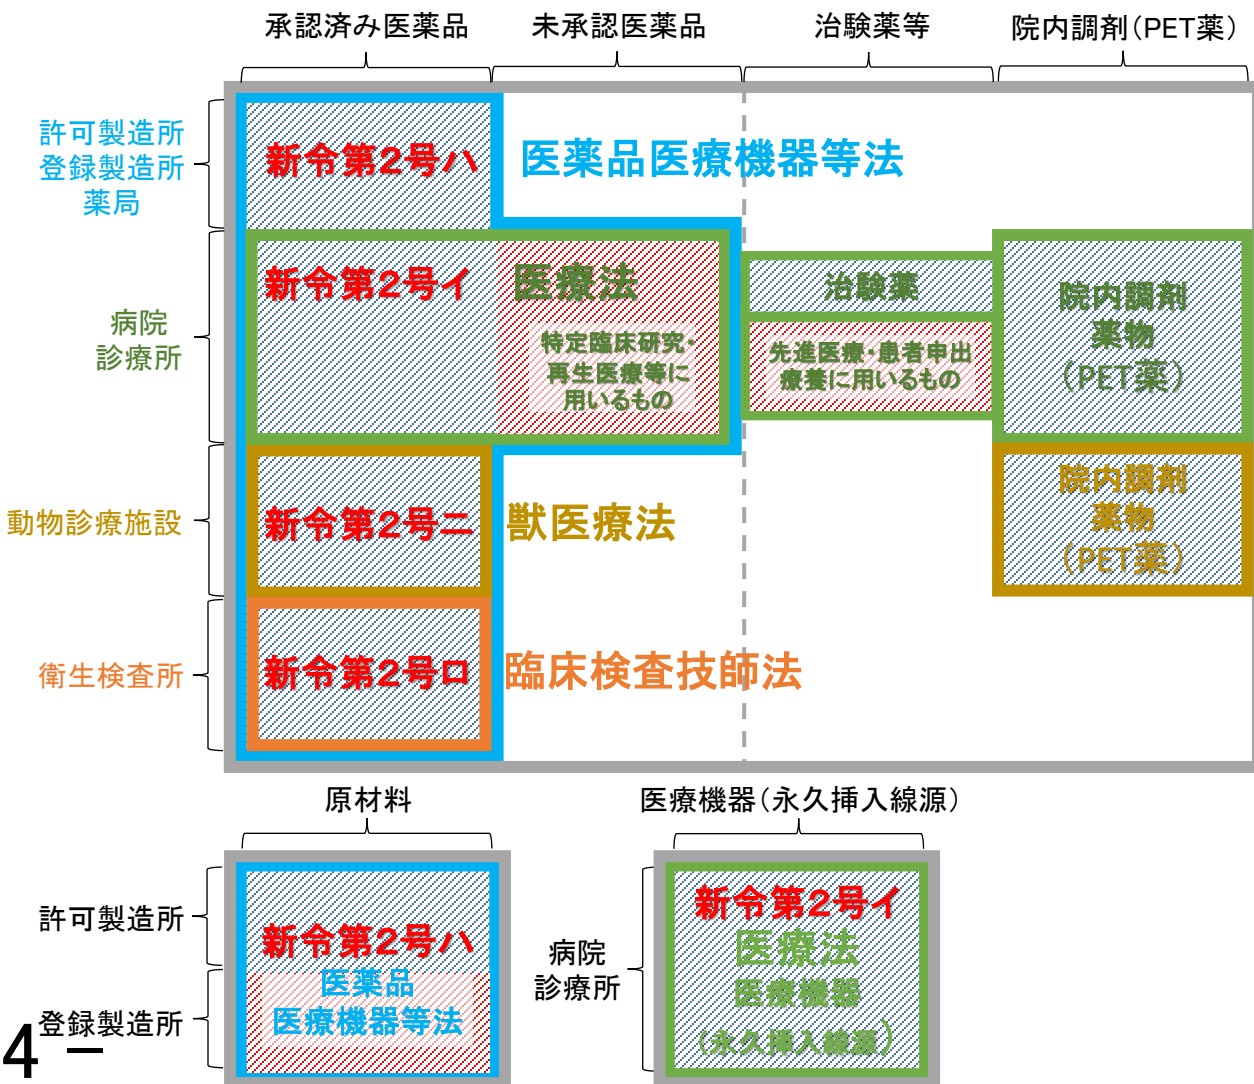 承認済み医薬品
未承認医薬品
治験薬等
院内調剤(PET薬)
許可製造所
登録製造所
薬局
新令第2号ハ
医薬品医療機器等法
病院
診療所
新令第2号イ
医療法
特定臨床研究・
再生医療等に
用いるもの
治験薬
先進医療・患者申出
療養に用いるもの
院内調剤
薬物
(PET薬)
動物診療施設
新令第2号ニ
獣医療法
院内調剤
薬物
(PET薬)
衛生検査所
新令第2号ロ
臨床検査技師法
原材料
医療機器(永久挿入線源)
許可製造所
登録製造所
新令第2号ハ
医薬品
医療機器等法
病院
診療所
新令第2号イ
医療法
医療機器
(永久挿入線源)
4 −